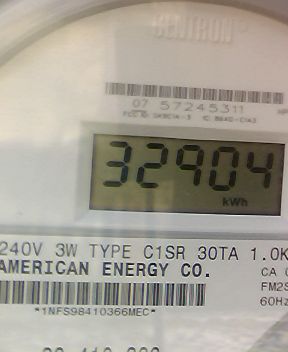 CENTRON®
07 57245311
32904
kWh
240V 3W TYPE C1SR 30TA 1.0K
AMERICAN ENERGY CO.
CA
FM2S
60Hz
*1NFS98410366MEC*